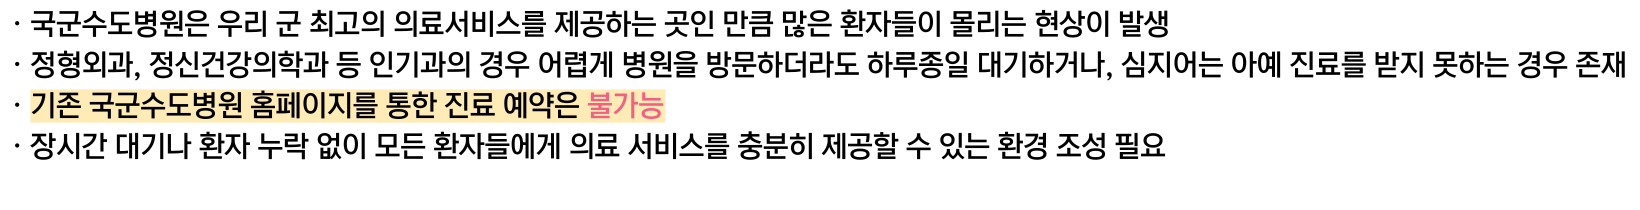 · 국군수도병원은 우리 군 최고의 의료서비스를 제공하는 곳인 만큼 많은 환자들이 몰리는 현상이 발생
· 정형외과, 정신건강의학과 등 인기과의 경우 어렵게 병원을 방문하더라도 하루종일 대기하거나, 심지어는 아예 진료를 받지 못하는 경우 존재
· 기존 국군수도병원 홈페이지를 통한 진료 예약은 불가능
· 장시간 대기나 환자 누락 없이 모든 환자들에게 의료 서비스를 충분히 제공할 수 있는 환경 조성 필요